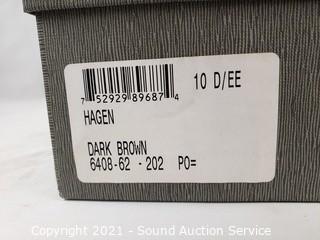 10 D/EE
7 52929 89687 4
HAGEN
DARK BROWN
6408-62 - 202 PO=
Copyright 2021 - Sound Auction Service